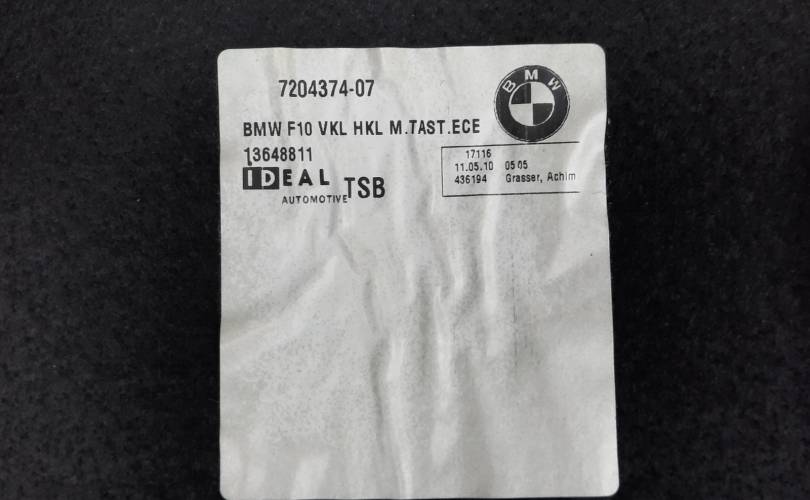 7204374-07
BMW
BMW F10 VKL HKL M.TAST.ECE
13648811
17116
11.05.10 05 05
436194 Grasser, Achim
IDEAL
AUTOMOTIVE
TSB